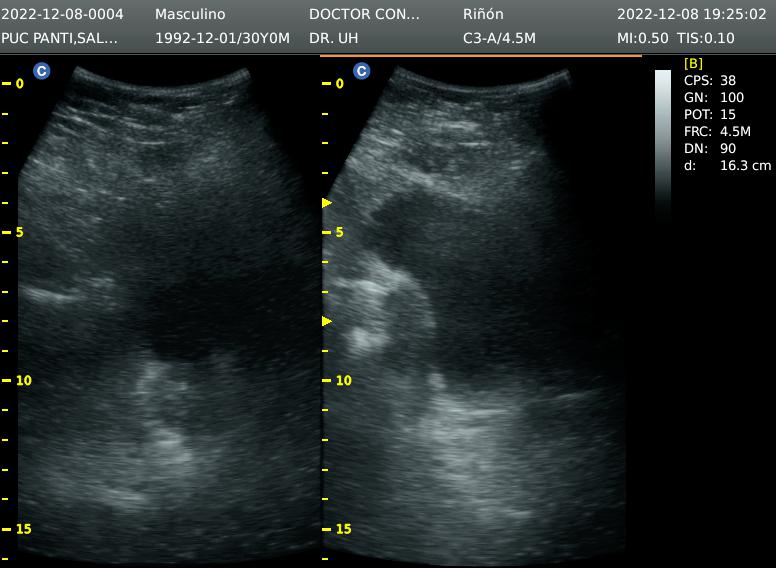 2022-12-08-0004 Masculino DOCTOR CON... Riñón 2022-12-08 19:25:02
PUC PANTI,SAL... 1992-12-01/30Y0M DR. UH C3-A/4.5M MI:0.50 TIS:0.10
C
C
[B]
CPS: 38
GN: 100
POT: 15
FRC: 4.5M
DN: 90
d: 16.3 cm
0
5
10
15
0
5
10
15